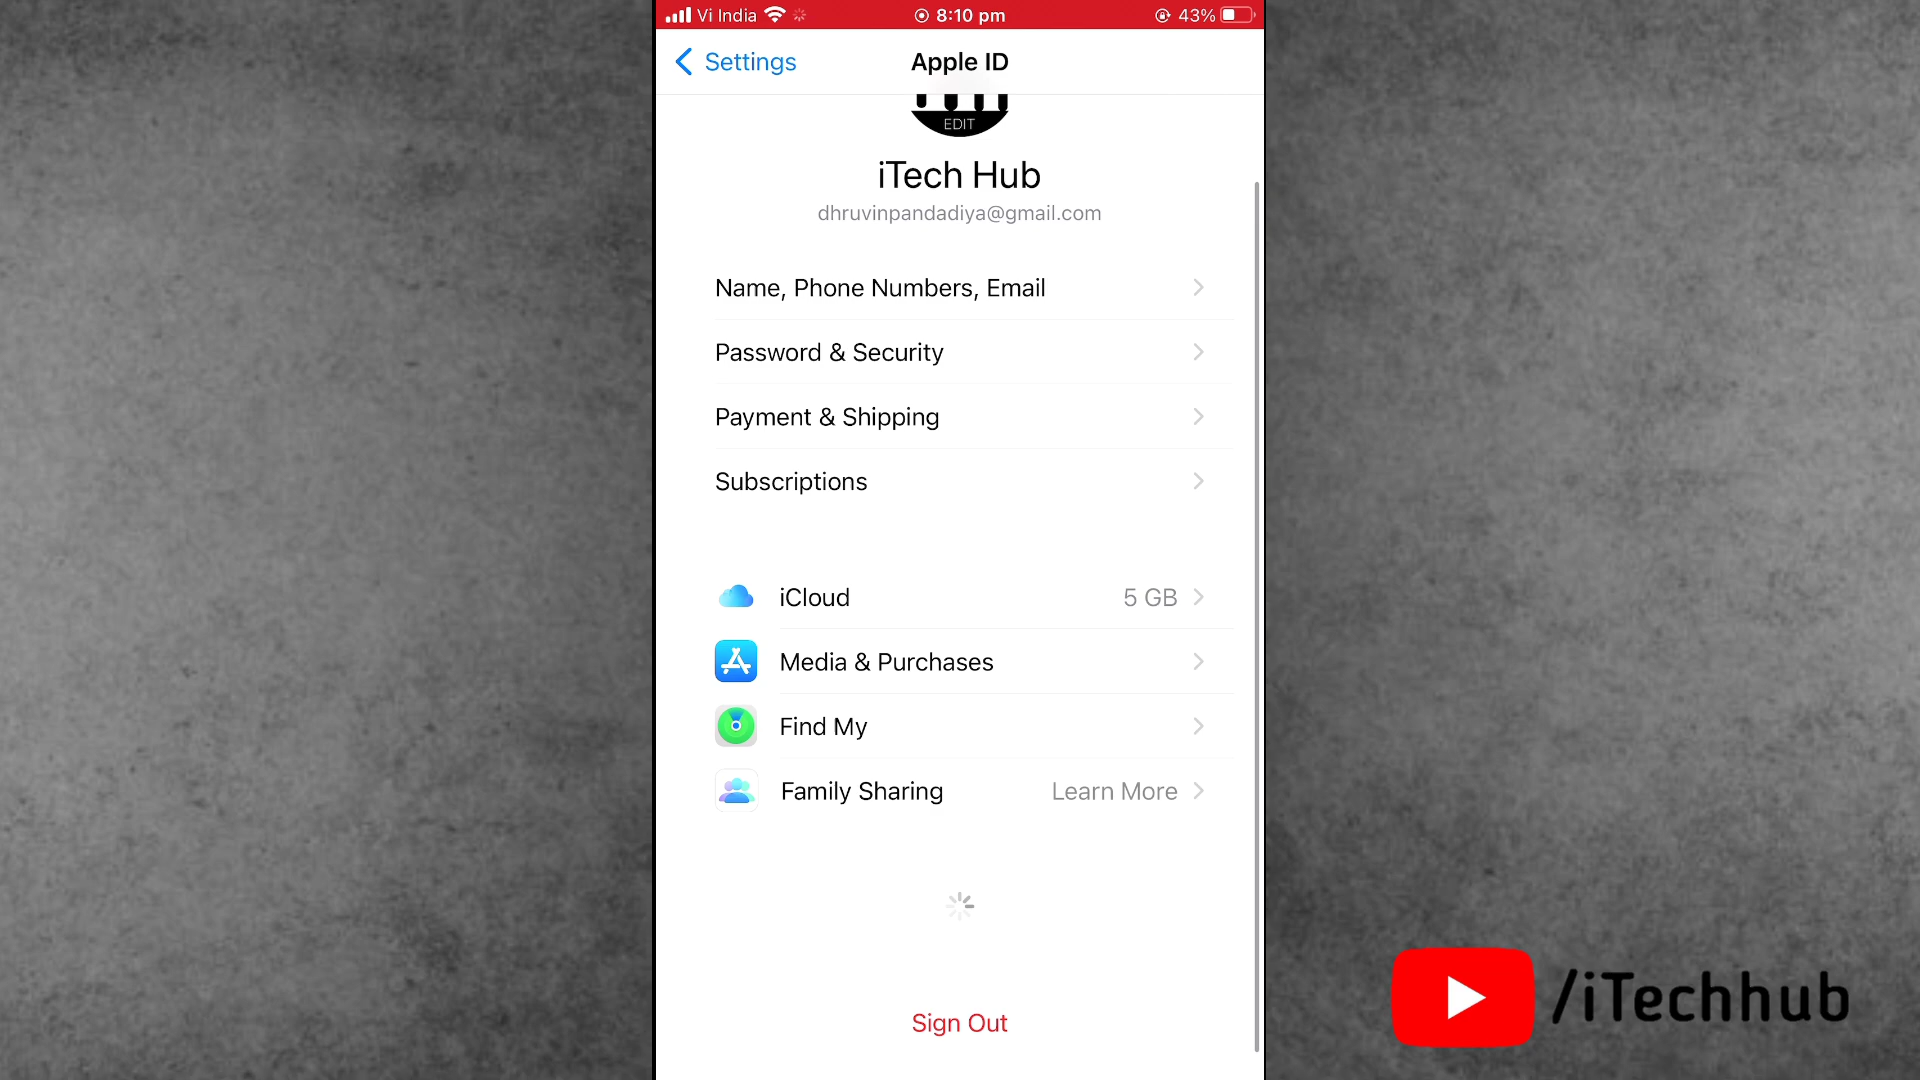 Vi India 8:10 pm 43%
Settings Apple ID
EDIT
iTech Hub
dhruvinpandadiya@gmail.com
Name, Phone Numbers, Email
Password & Security
Payment & Shipping
Subscriptions
iCloud 5 GB
Media & Purchases
Find My
Family Sharing Learn More
Sign Out
/iTechhub